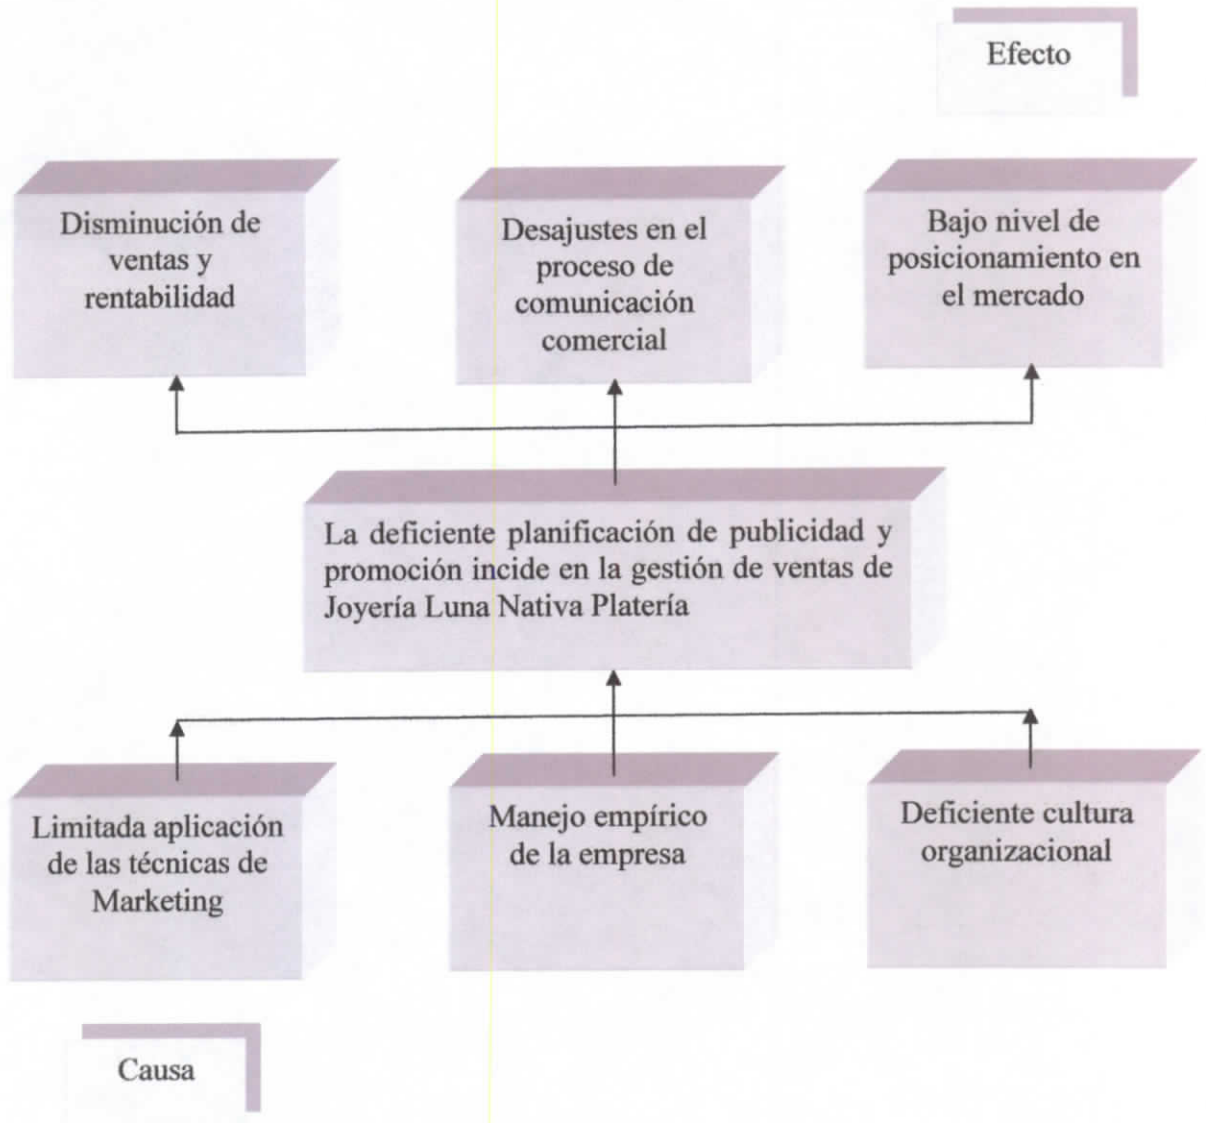 Efecto
Disminución de
ventas y
rentabilidad
Desajustes en el
proceso de
comunicación
comercial
Bajo nivel de
posicionamiento en
el mercado
La deficiente planificación de publicidad y
promoción incide en la gestión de ventas de
Joyería Luna Nativa Platería
Limitada aplicación
de las técnicas de
Marketing
Manejo empírico
de la empresa
Deficiente cultura
organizacional
Causa